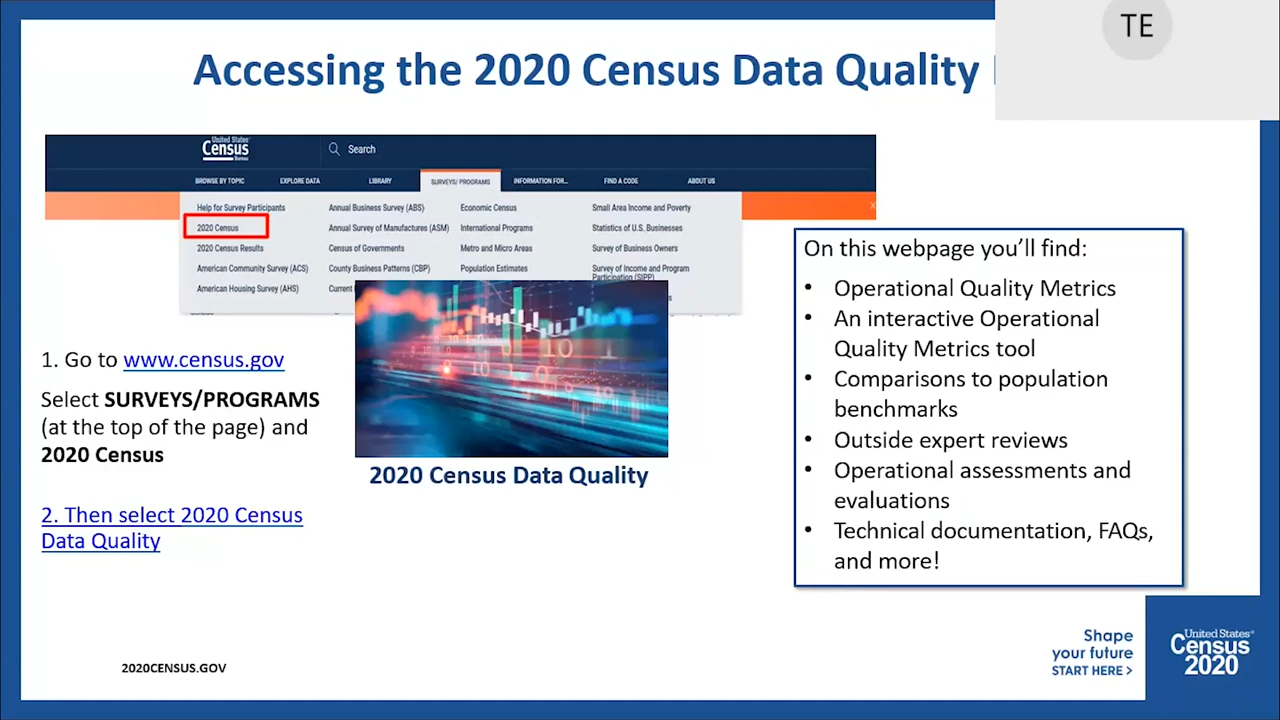 TE
Accessing the 2020 Census Data Quality
United States®
Census
Bureau
Search
BROWSE BY TOPIC EXPLORE DATA LIBRARY SURVEYS/ PROGRAMS INFORMATION FOR... FIND A CODE ABOUT US
Help for Survey Participants Annual Business Survey (ABS) Economic Census Small Area Income and Poverty
2020 Census Annual Survey of Manufactures (ASM) International Programs Statistics of U.S. Businesses
2020 Census Results Census of Governments Metro and Micro Areas Survey of Business Owners
American Community Survey (ACS) County Business Patterns (CBP) Population Estimates Survey of Income and Program
Participation (SIPP)
American Housing Survey (AHS) Current
1. Go to www.census.gov
Select SURVEYS/PROGRAMS
(at the top of the page) and
2020 Census
2. Then select 2020 Census
Data Quality
2020 Census Data Quality
On this webpage you’ll find:
• Operational Quality Metrics
• An interactive Operational
Quality Metrics tool
• Comparisons to population
benchmarks
• Outside expert reviews
• Operational assessments and
evaluations
• Technical documentation, FAQs,
and more!
2020CENSUS.GOV
Shape
your future
START HERE >
United States®
Census
2020